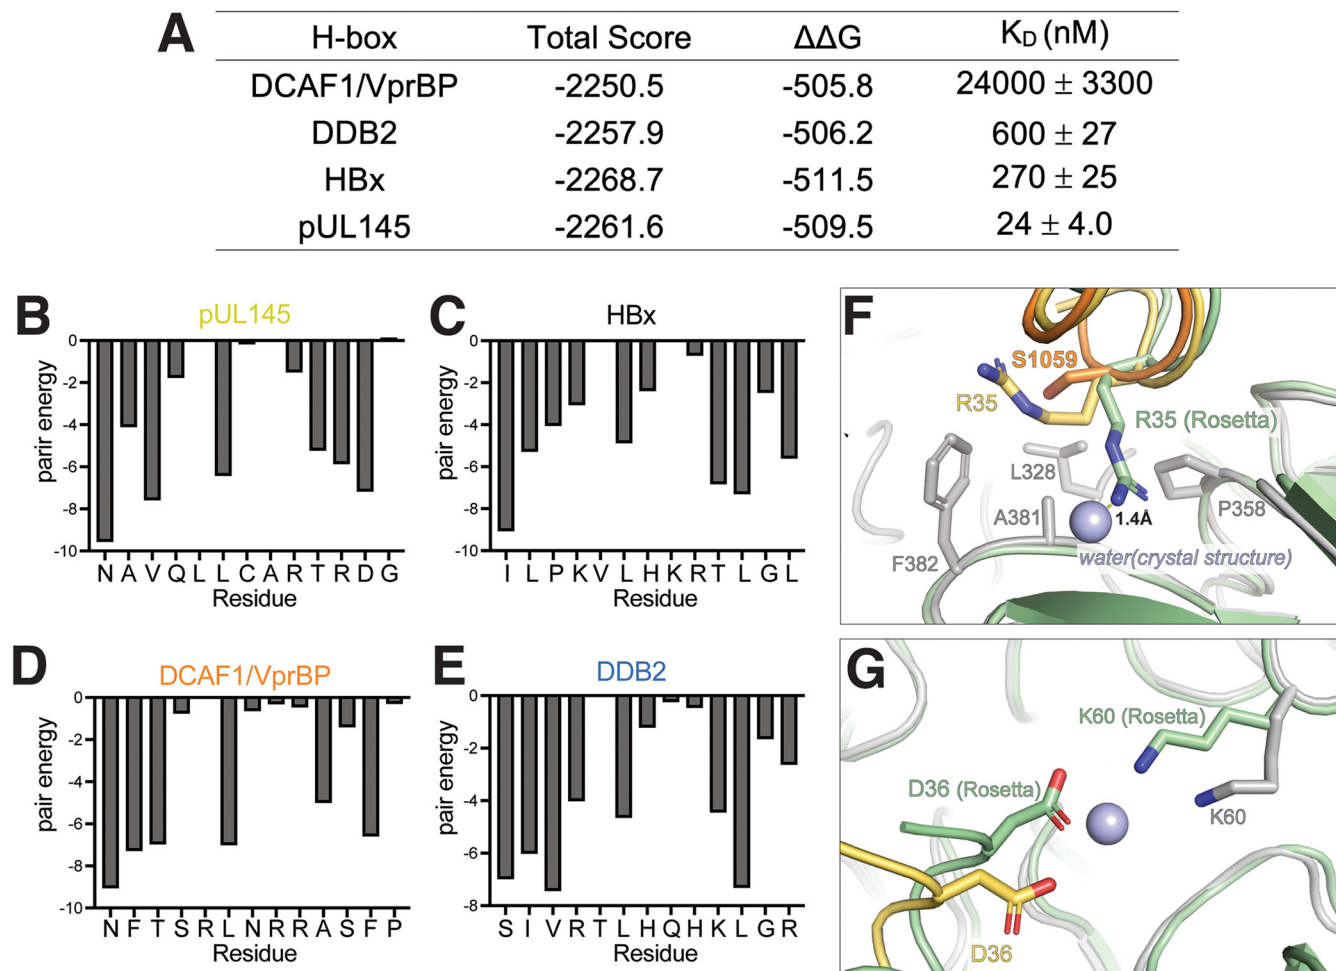 A
H-box Total Score ΔΔG K_D (nM)
DCAF1/VprBP -2250.5 -505.8 24000 ± 3300
DDB2 -2257.9 -506.2 600 ± 27
HBx -2268.7 -511.5 270 ± 25
pUL145 -2261.6 -509.5 24 ± 4.0
B
pUL145
parir energy
0
-2
-4
-6
-8
-10
N A V Q L L C A R T R D G
Residue
C
HBx
pair energy
0
-2
-4
-6
-8
-10
I L P K V L H K R T L G L
Residue
D
DCAF1/VprBP
pair energy
0
-2
-4
-6
-8
-10
N F T S R L N R R A S F P
Residue
E
DDB2
pair energy
0
-2
-4
-6
-8
S I V R T L H Q H K L G R
Residue
F
S1059
R35
R35 (Rosetta)
L328
A381
1.4Å
P358
F382
water(crystal structure)
G
K60 (Rosetta)
D36 (Rosetta)
K60
D36